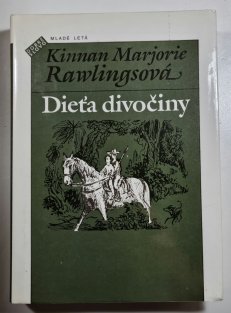 MLADÉ LETÁ
Kinnan Marjorie
Rawlingsová
Dieťa divočiny